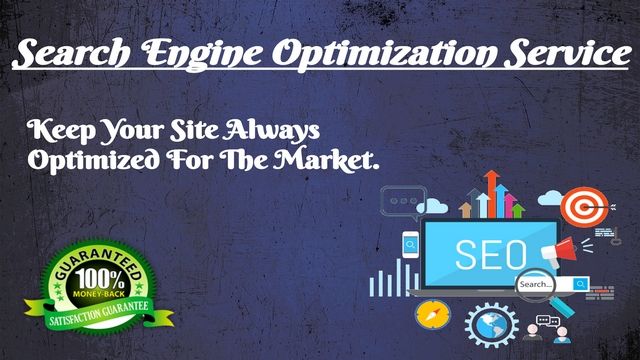 Search Engine Optimization Service
Keep Your Site Always
Optimized For The Market.
GUARANTEED
100%
MONEY-BACK
SATISFACTION GUARANTEE
SEO
Search...